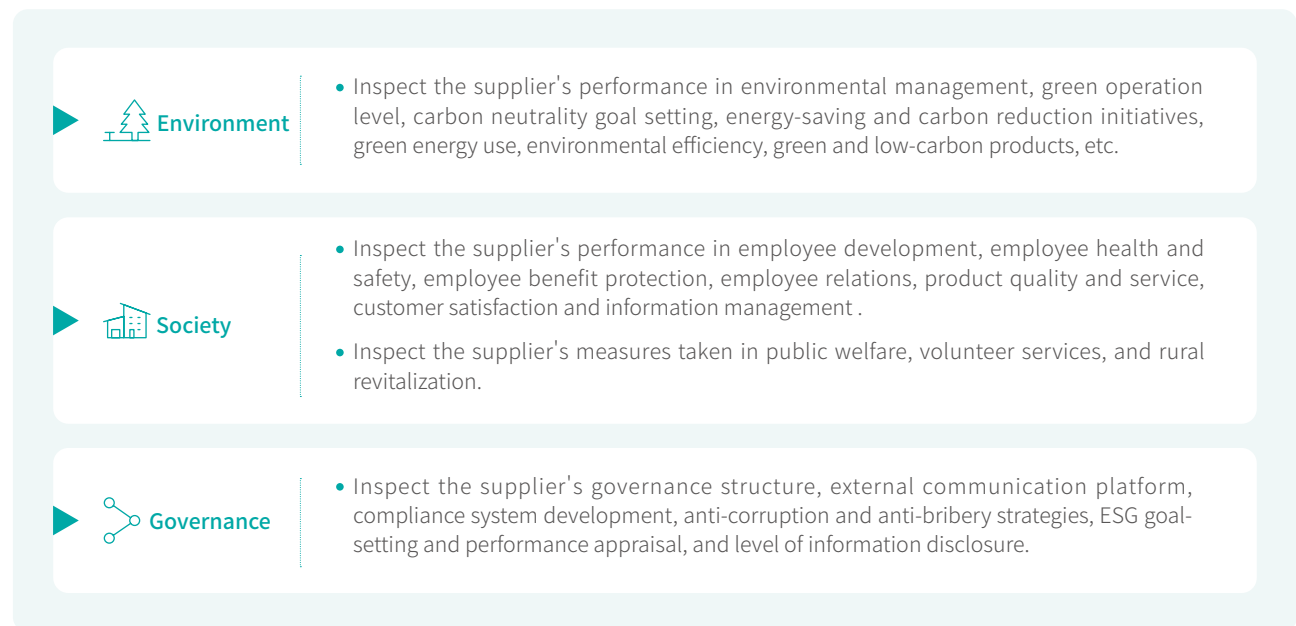 Environment
• Inspect the supplier's performance in environmental management, green operation
level, carbon neutrality goal setting, energy-saving and carbon reduction initiatives,
green energy use, environmental efficiency, green and low-carbon products, etc.
Society
• Inspect the supplier's performance in employee development, employee health and
safety, employee benefit protection, employee relations, product quality and service,
customer satisfaction and information management .
• Inspect the supplier's measures taken in public welfare, volunteer services, and rural
revitalization.
Governance
• Inspect the supplier's governance structure, external communication platform,
compliance system development, anti-corruption and anti-bribery strategies, ESG goal-
setting and performance appraisal, and level of information disclosure.